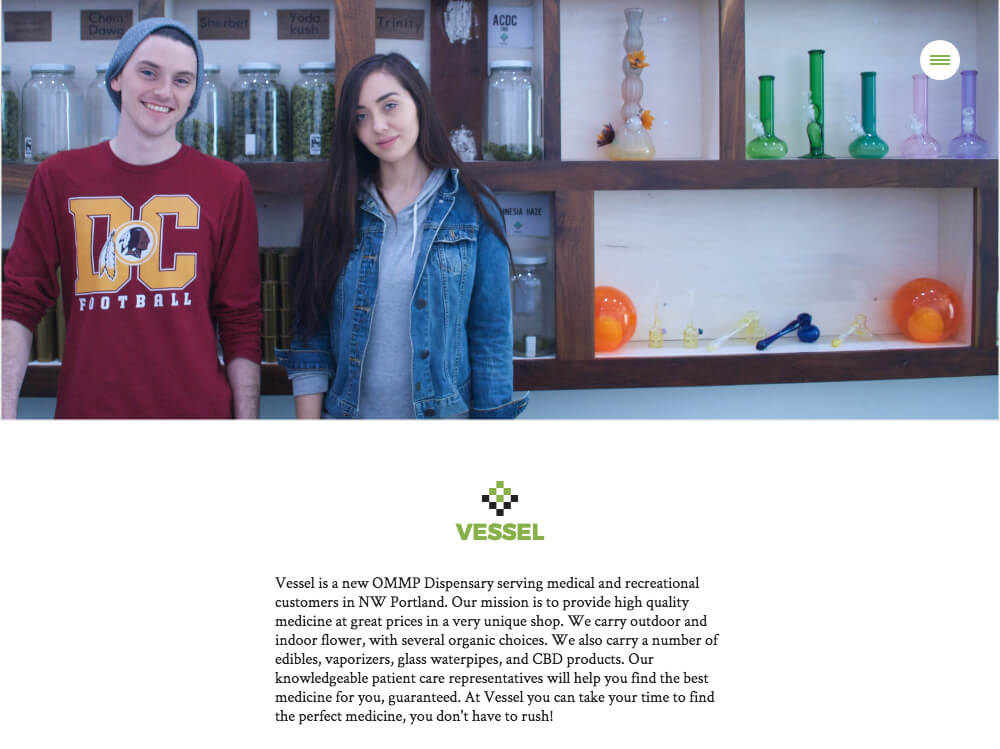 Chem
Dawg
Sherbet
Yoda
kush
Trinity
ACDC
DC
FOOTBALL
NESIA HAZE
VESSEL
Vessel is a new OMMP Dispensary serving medical and recreational
customers in NW Portland. Our mission is to provide high quality
medicine at great prices in a very unique shop. We carry outdoor and
indoor flower, with several organic choices. We also carry a number of
edibles, vaporizers, glass waterpipes, and CBD products. Our
knowledgeable patient care representatives will help you find the best
medicine for you, guaranteed. At Vessel you can take your time to find
the perfect medicine, you don't have to rush!